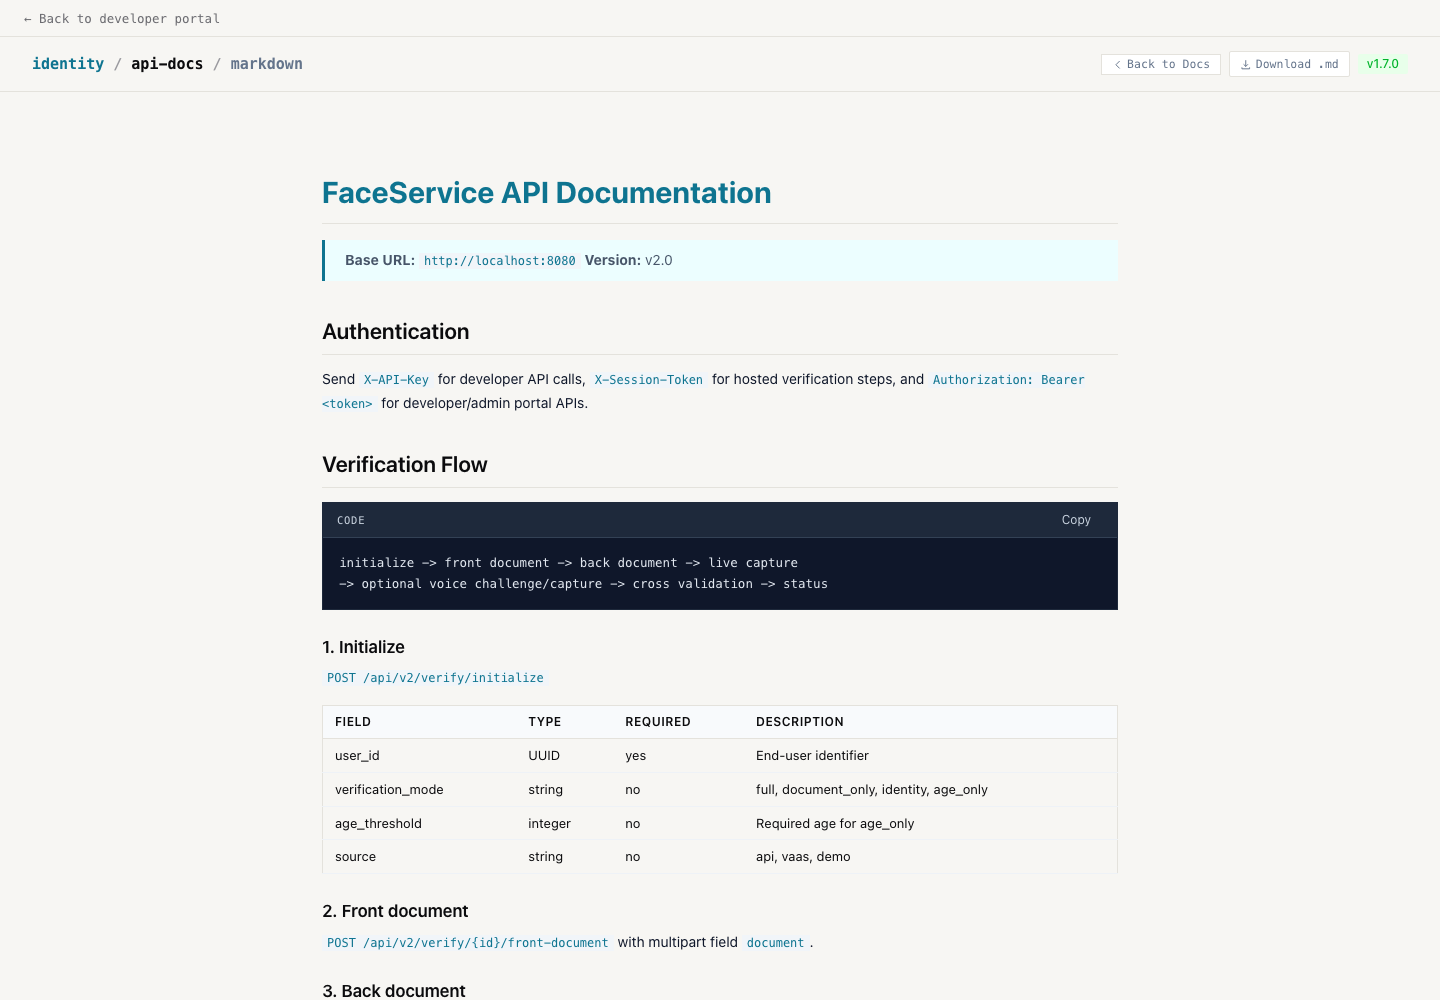 ← Back to developer portal
identity / api-docs / markdown
Back to Docs
Download .md
v1.7.0
FaceService API Documentation
Base URL: http://localhost:8080 Version: v2.0
Authentication
Send X-API-Key for developer API calls, X-Session-Token for hosted verification steps, and Authorization: Bearer
<token> for developer/admin portal APIs.
Verification Flow
CODE
Copy
initialize -> front document -> back document -> live capture
-> optional voice challenge/capture -> cross validation -> status
1. Initialize
POST /api/v2/verify/initialize
FIELD TYPE REQUIRED DESCRIPTION
user_id UUID yes End-user identifier
verification_mode string no full, document_only, identity, age_only
age_threshold integer no Required age for age_only
source string no api, vaas, demo
2. Front document
POST /api/v2/verify/{id}/front-document with multipart field document.
3. Back document